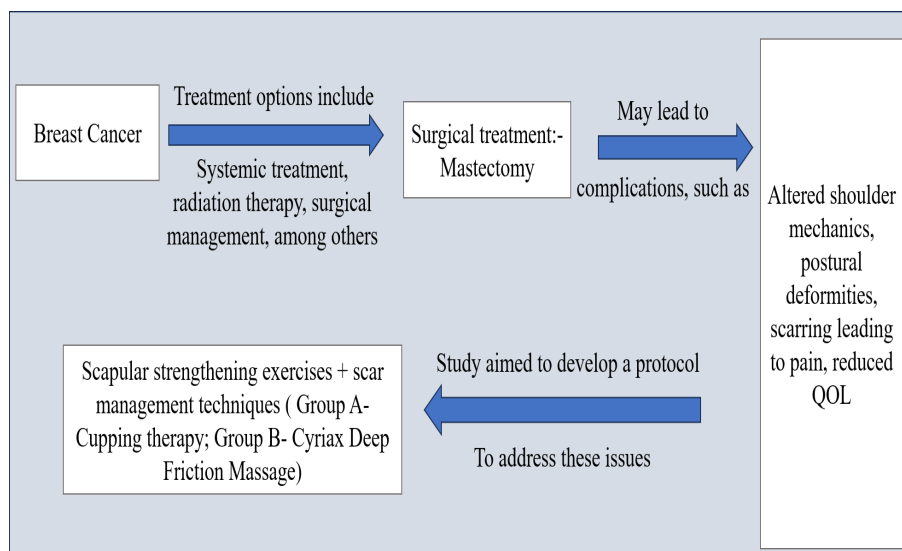 Breast Cancer
Treatment options include
Systemic treatment,
radiation therapy, surgical
management, among others
Surgical treatment:-
Mastectomy
May lead to
complications, such as
Altered shoulder
mechanics,
postural
deformities,
scarring leading
to pain, reduced
QOL
Study aimed to develop a protocol
To address these issues
Scapular strengthening exercises + scar
management techniques ( Group A-
Cupping therapy; Group B- Cyriax Deep
Friction Massage)